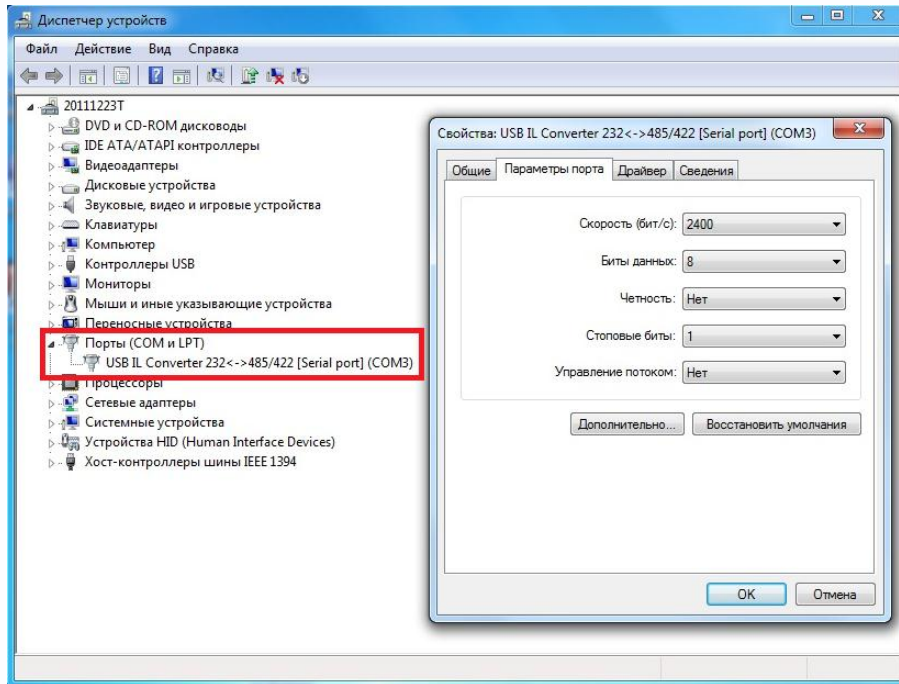 Диспетчер устройств
Файл Действие Вид Справка
20111223T
DVD и CD-ROM дисководы
IDE ATA/ATAPI контроллеры
Видеоадаптеры
Дисковые устройства
Звуковые, видео и игровые устройства
Клавиатуры
Компьютер
Контроллеры USB
Мониторы
Мыши и иные указывающие устройства
Переносные устройства
Порты (COM и LPT)
USB IL Converter 232<->485/422 [Serial port] (COM3)
Процессоры
Сетевые адаптеры
Системные устройства
Устройства HID (Human Interface Devices)
Хост-контроллеры шины IEEE 1394
Свойства: USB IL Converter 232<->485/422 [Serial port] (COM3)
Общие Параметры порта Драйвер Сведения
Скорость (бит/с): 2400
Биты данных: 8
Четность: Нет
Стоповые биты: 1
Управление потоком: Нет
Дополнительно... Восстановить умолчания
OK Отмена